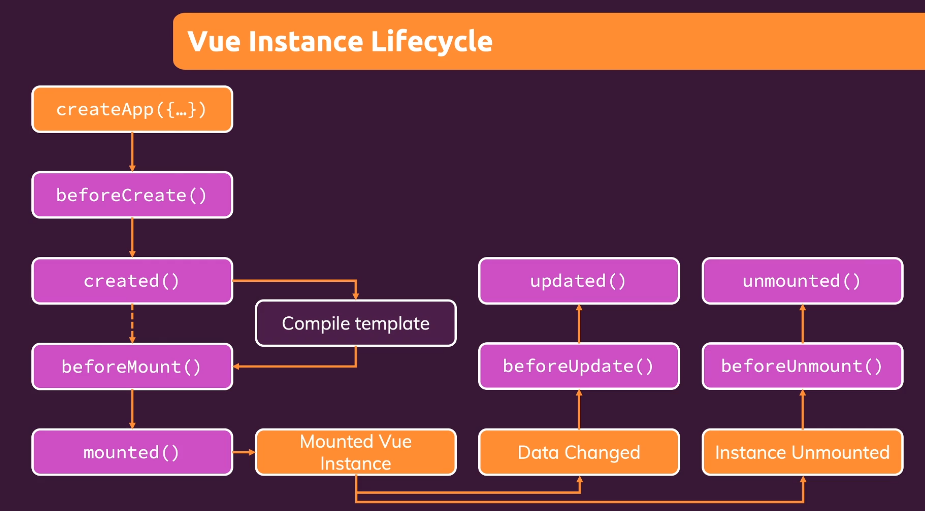 Vue Instance Lifecycle
createApp({…})
beforeCreate()
created()
Compile template
beforeMount()
mounted()
Mounted Vue
Instance
updated()
beforeUpdate()
Data Changed
unmounted()
beforeUnmount()
Instance Unmounted